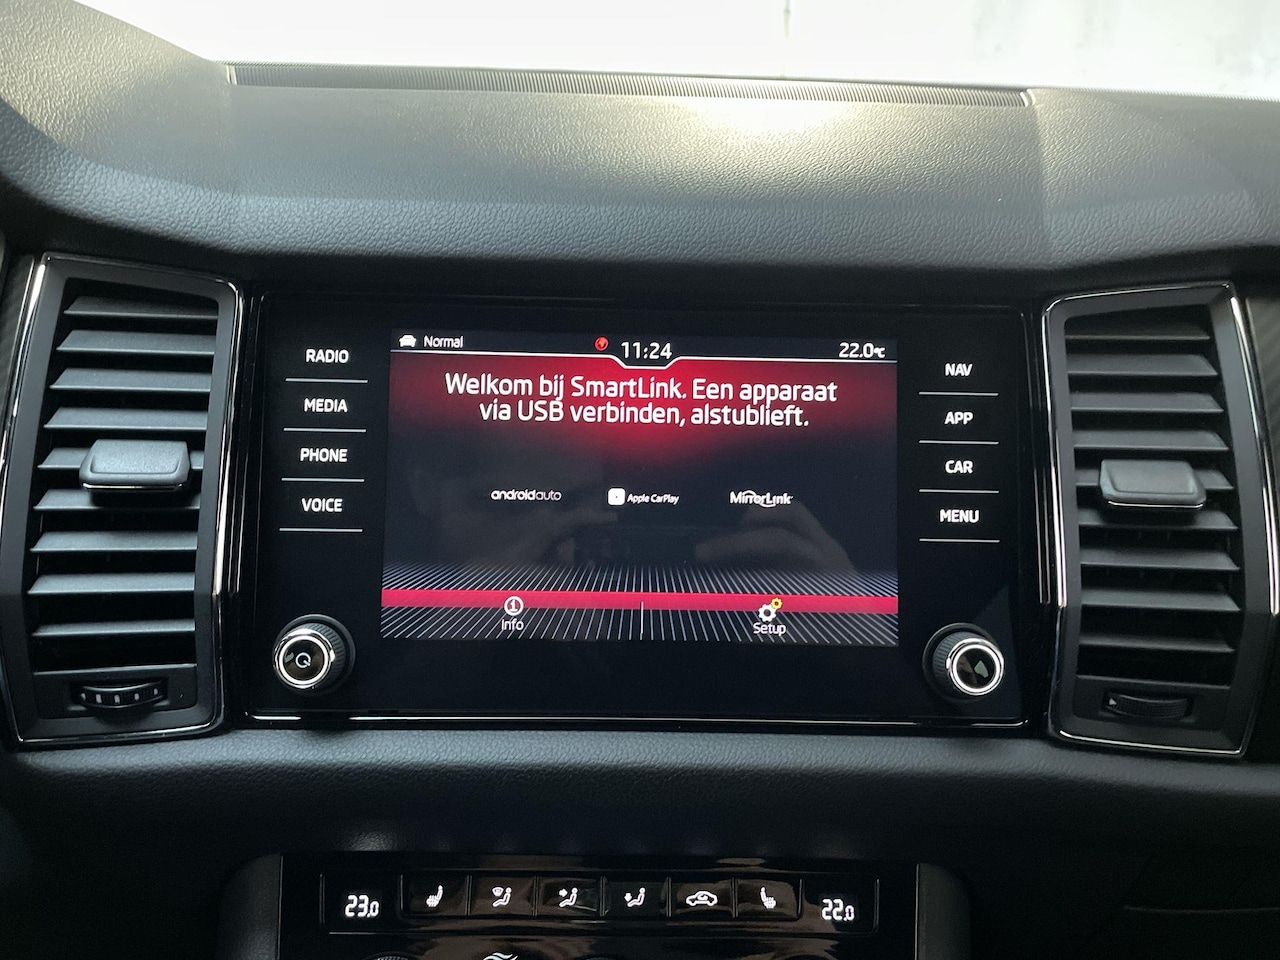 Normal
11:24
22.0°C
Welkom bij SmartLink. Een apparaat
via USB verbinden, alstublieft.
androidauto
Apple CarPlay
MirrorLink
Info
Setup
RADIO
MEDIA
PHONE
VOICE
NAV
APP
CAR
MENU
23.0
22.0